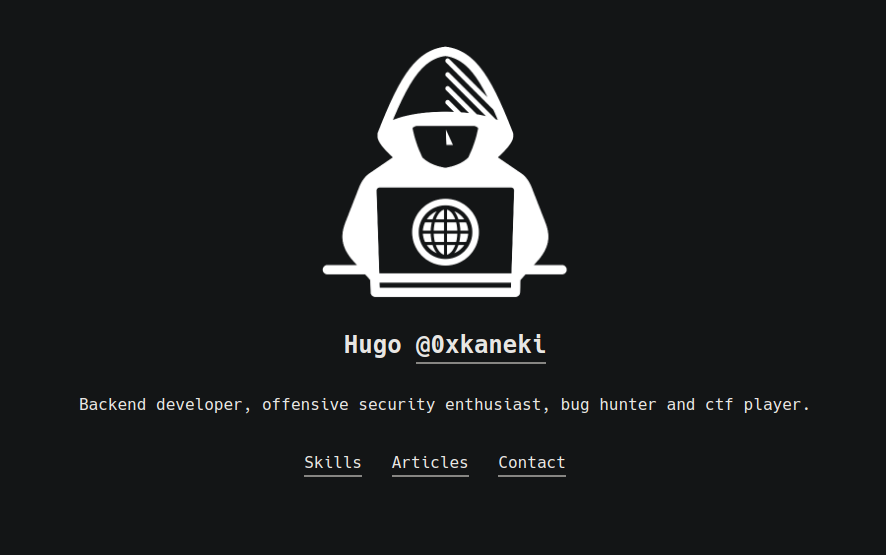 Hugo @0xkaneki
Backend developer, offensive security enthusiast, bug hunter and ctf player.
Skills Articles Contact